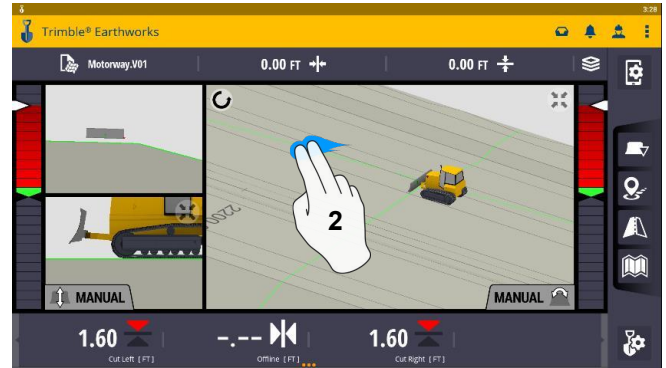 3:28
Trimble® Earthworks
Motorway.V01
0.00 FT
0.00 FT
2200
2
MANUAL
MANUAL
1.60
-.--
1.60
Cut Left [FT]
Offline [FT]
Cut Right [FT]